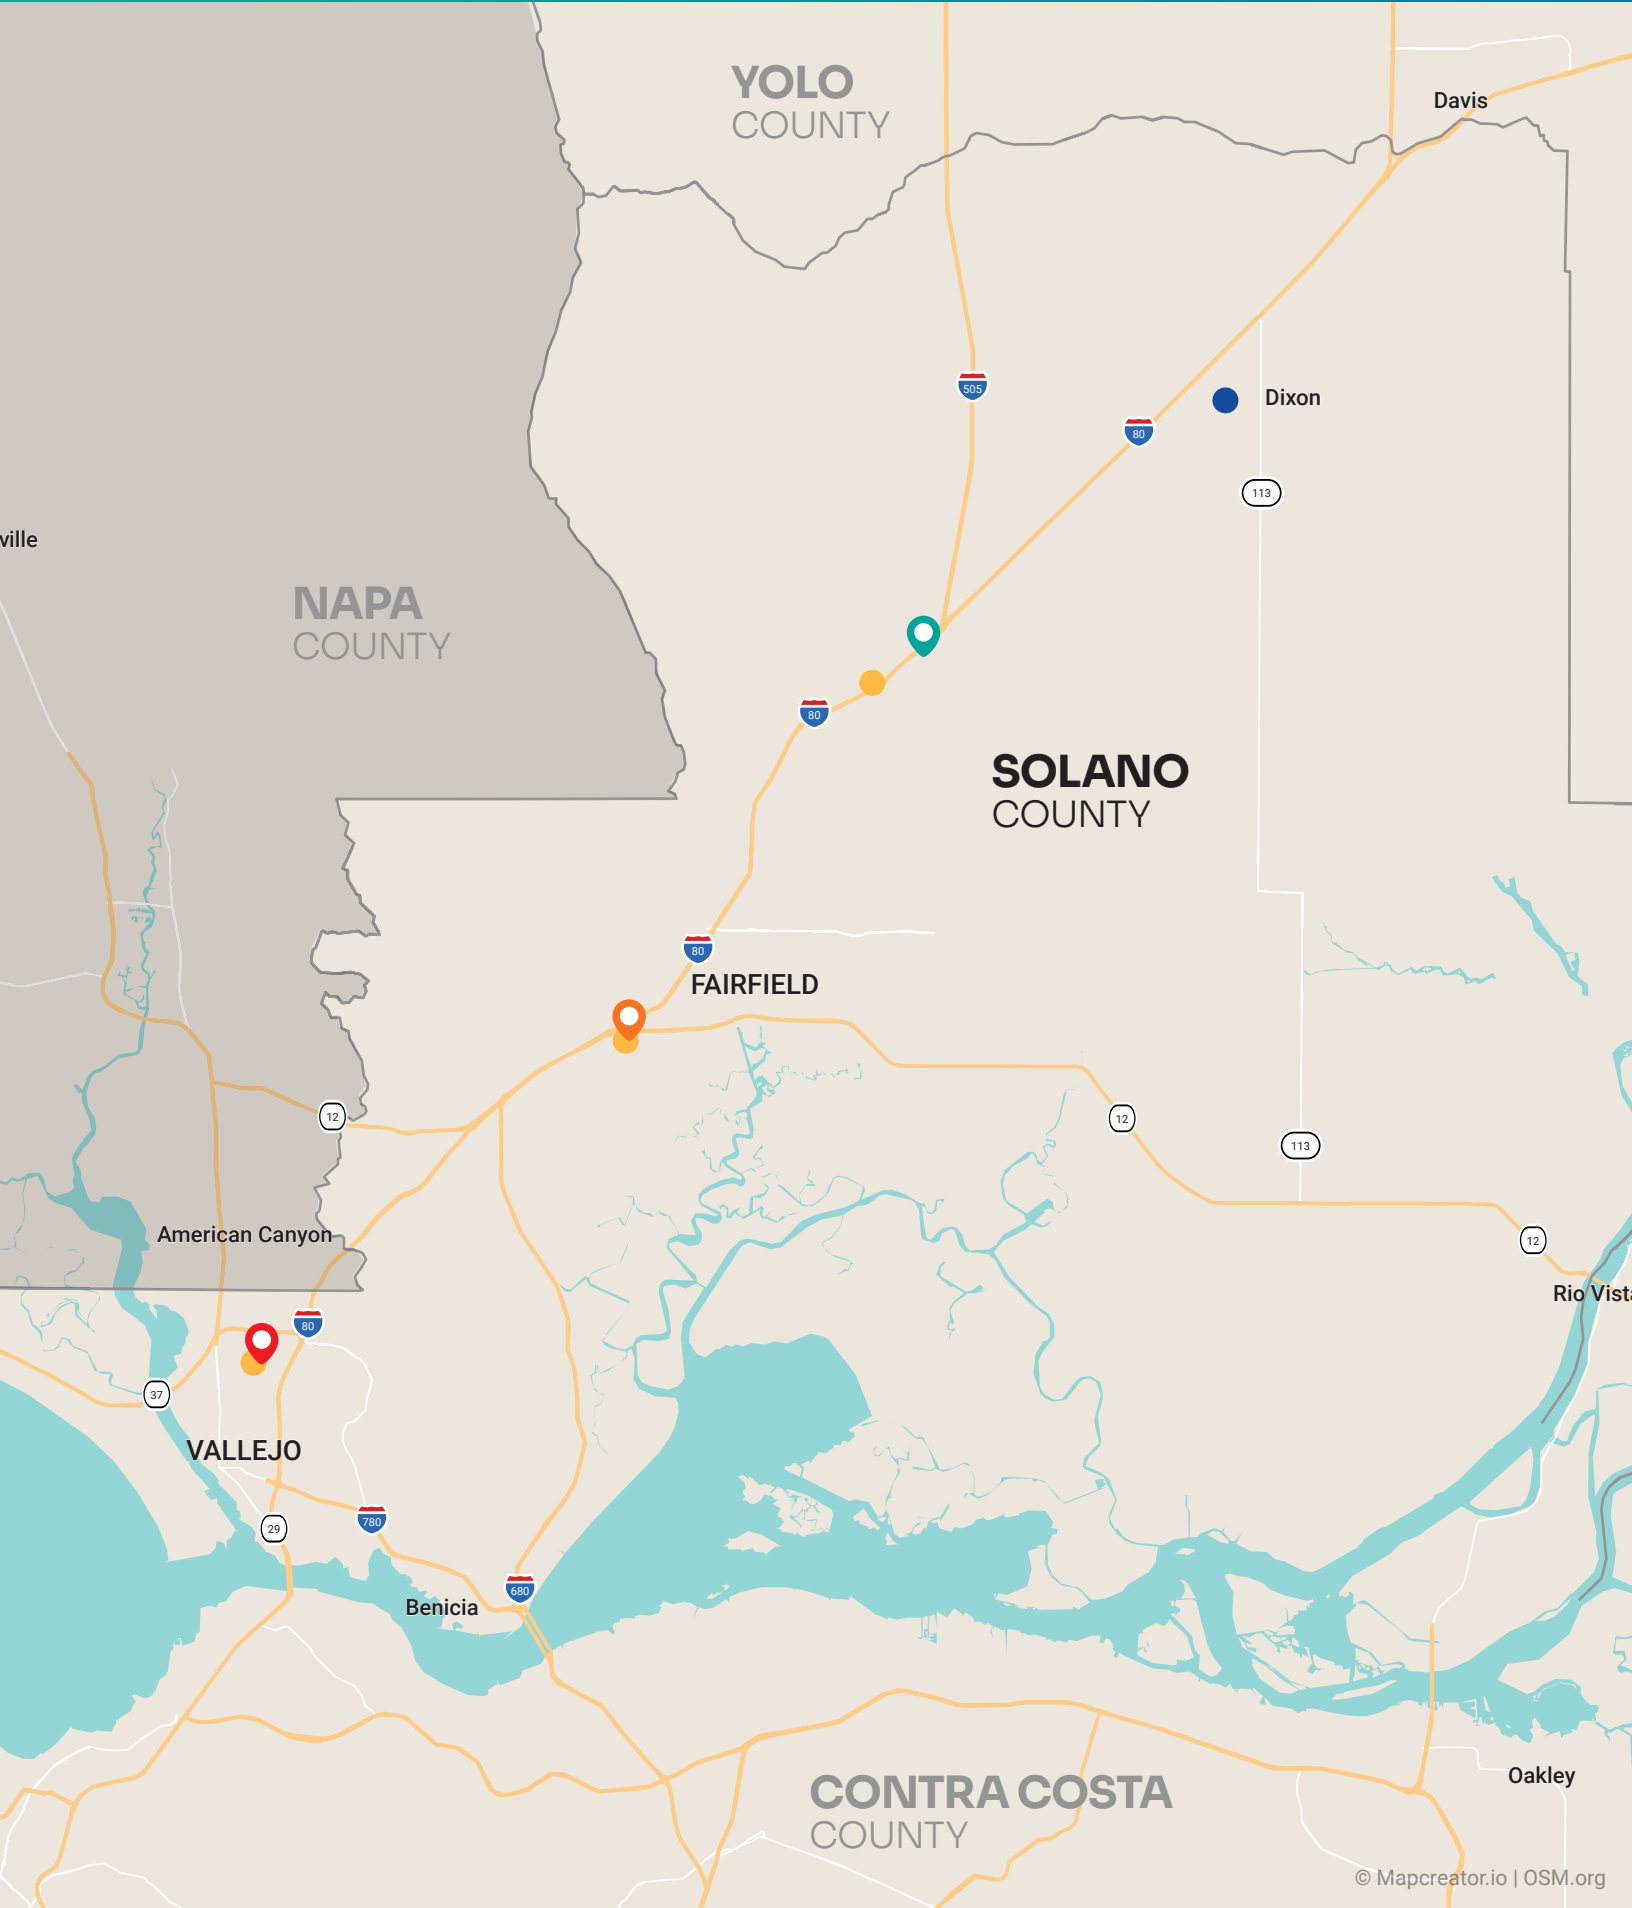 YOLO
COUNTY
Davis
505
Dixon
80
113
ville
NAPA
COUNTY
80
SOLANO
COUNTY
80
FAIRFIELD
12
12
113
American Canyon
12
Rio Vista
80
37
VALLEJO
780
29
680
Benicia
Oakley
CONTRA COSTA
COUNTY
© Mapcreator.io | OSM.org